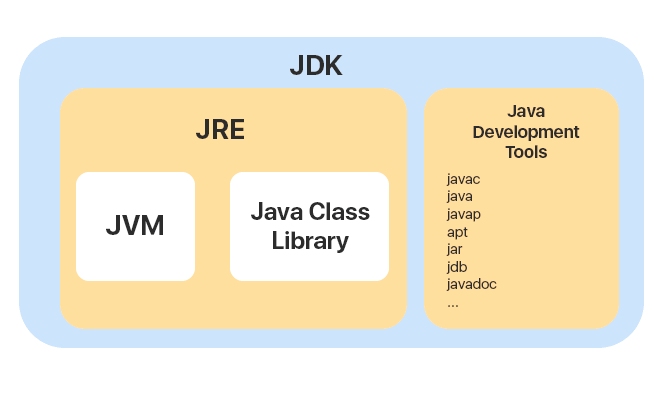 JDK
JRE
JVM
Java Class
Library
Java
Development
Tools
javac
java
javap
apt
jar
jdb
javadoc
...